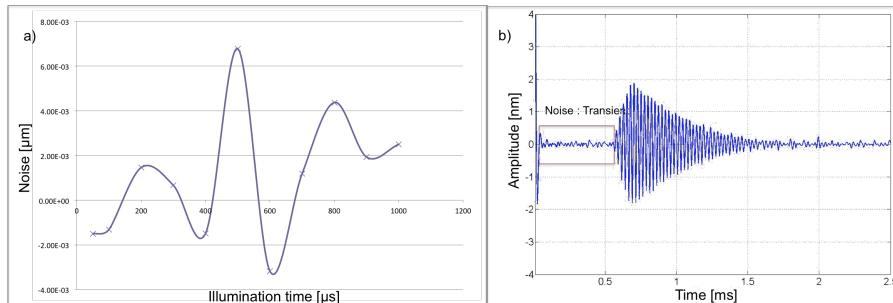 a)
8.00E-03
6.00E-03
4.00E-03
2.00E-03
0.00E+00
-2.00E-03
-4.00E-03
0
200
400
600
800
1000
1200
Noise [µm]
Illumination time [µs]
b)
4
3
2
1
0
-1
-2
-3
-4
0.5
1
1.5
2
2.5
Noise : Transien
Amplitude [nm]
Time [ms]